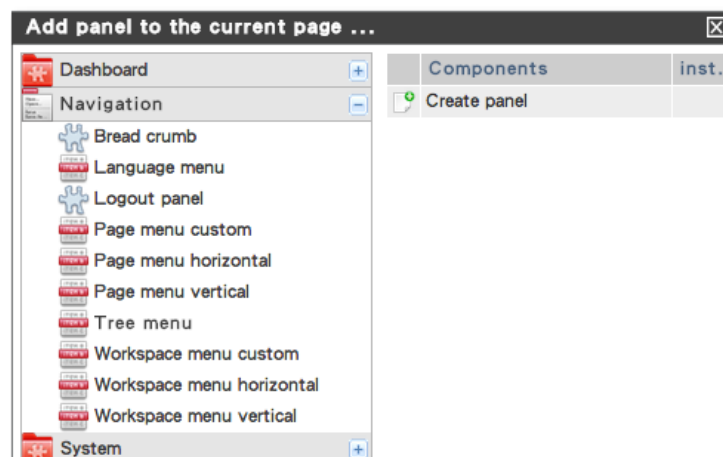 Add panel to the current page ...
Dashboard
Navigation
Bread crumb
Language menu
Logout panel
Page menu custom
Page menu horizontal
Page menu vertical
Tree menu
Workspace menu custom
Workspace menu horizontal
Workspace menu vertical
System
Components inst.
Create panel